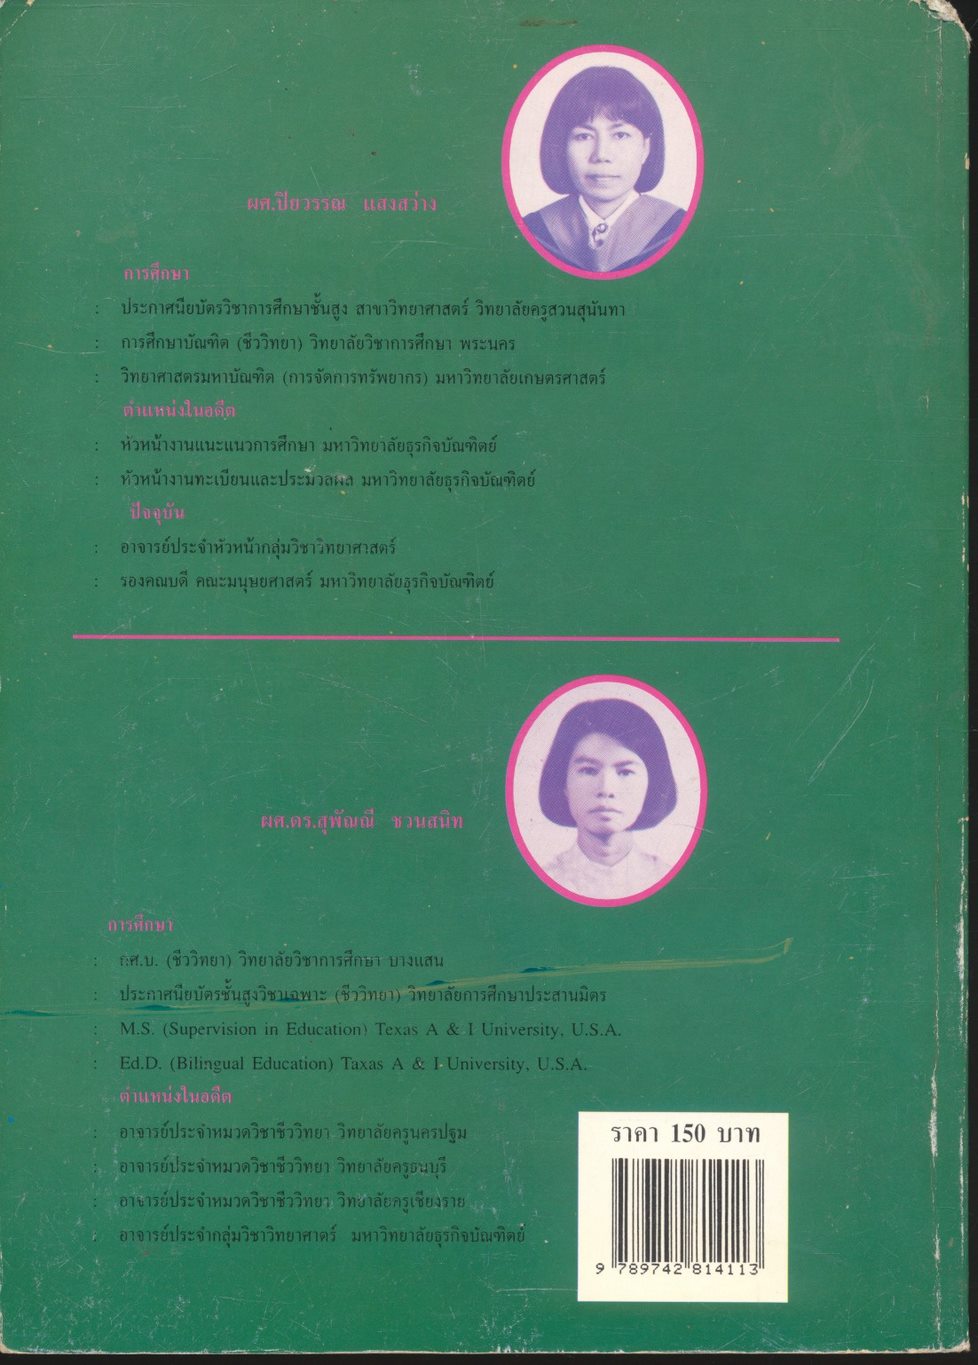 ผศ.ปิยวรรณ แสงสว่าง
การศึกษา
: ประกาศนียบัตรวิชาการศึกษาชั้นสูง สาขาวิทยาศาสตร์ วิทยาลัยครูสวนสุนันทา
: การศึกษาบัณฑิต (ชีววิทยา) วิทยาลัยวิชาการศึกษา พระนคร
: วิทยาศาสตรมหาบัณฑิต (การจัดการทรัพยากร) มหาวิทยาลัยเกษตรศาสตร์
ตำแหน่งในอดีต
: หัวหน้างานแนะแนวการศึกษา มหาวิทยาลัยธุรกิจบัณฑิตย์
: หัวหน้างานทะเบียนและประมวลผล มหาวิทยาลัยธุรกิจบัณฑิตย์
ปัจจุบัน
: อาจารย์ประจำหัวหน้ากลุ่มวิชาวิทยาศาสตร์
: รองคณบดี คณะมนุษยศาสตร์ มหาวิทยาลัยธุรกิจบัณฑิตย์
ผศ.ดร.สุพัณณี ชวนสนิท
การศึกษา
: กศ.บ. (ชีววิทยา) วิทยาลัยวิชาการศึกษา บางแสน
: ประกาศนียบัตรชั้นสูงวิชาเฉพาะ (ชีววิทยา) วิทยาลัยการศึกษาประสานมิตร
: M.S. (Supervision in Education) Texas A & I University, U.S.A.
: Ed.D. (Bilingual Education) Taxas A & I University, U.S.A.
ตำแหน่งในอดีต
: อาจารย์ประจำหมวดวิชาชีววิทยา วิทยาลัยครูนครปฐม
: อาจารย์ประจำหมวดวิชาชีววิทยา วิทยาลัยครูธนบุรี
: อาจารย์ประจำหมวดวิชาชีววิทยา วิทยาลัยครูเชียงราย
: อาจารย์ประจำกลุ่มวิชาวิทยาศาตร์ มหาวิทยาลัยธุรกิจบัณฑิตย์
ราคา 150 บาท
9 789742 814113